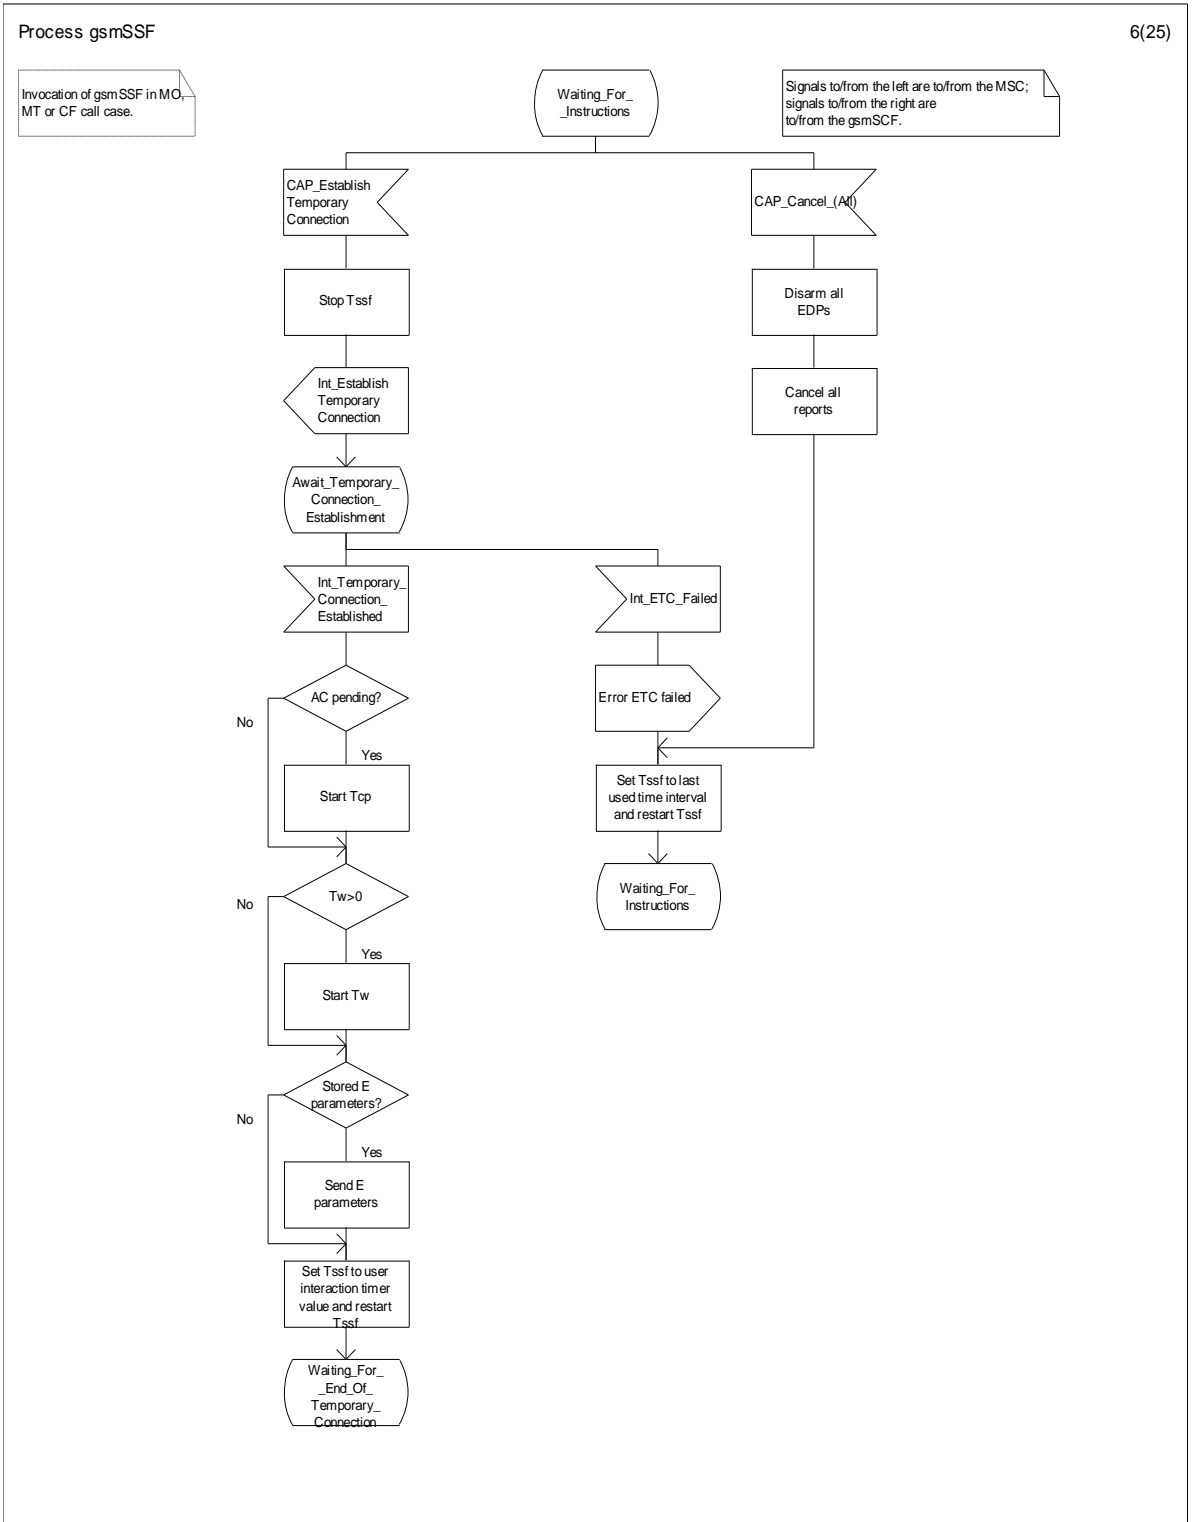 Process gsmSSF
6(25)
Invocation of gsmSSF in MO,
MT or CF call case.
Waiting_For_
_Instructions
Signals to/from the left are to/from the MSC;
signals to/from the right are
to/from the gsmSCF.
CAP_Establish
Temporary
Connection
CAP_Cancel_(All)
Stop Tssf
Disarm all
EDPs
Int_Establish
Temporary
Connection
Cancel all
reports
Await_Temporary_
Connection_
Establishment
Int_Temporary_
Connection_
Established
Int_ETC_Failed
AC pending?
Error ETC failed
No
Yes
Start Tcp
Set Tssf to last
used time interval
and restart Tssf
Tw>0
Waiting_For_
Instructions
No
Yes
Start Tw
Stored E
parameters?
No
Yes
Send E
parameters
Set Tssf to user
interaction timer
value and restart
Tssf
Waiting_For_
_End_Of_
Temporary_
Connection